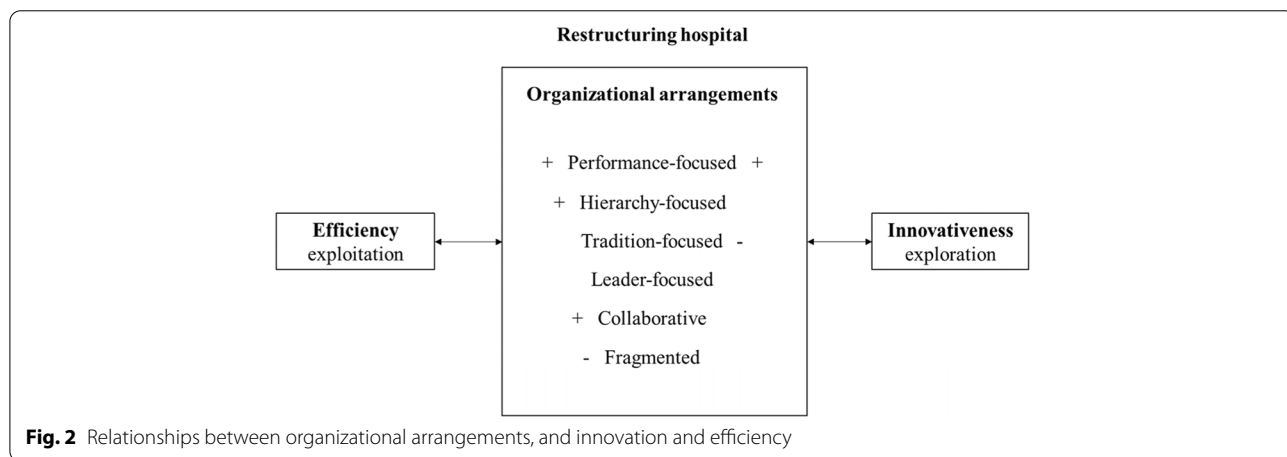 Restructuring hospital
Organizational arrangements
+ Performance-focused +
+ Hierarchy-focused
Tradition-focused -
Leader-focused
+ Collaborative
- Fragmented
Efficiency
exploitation
Innovativeness
exploration
Fig. 2 Relationships between organizational arrangements, and innovation and efficiency